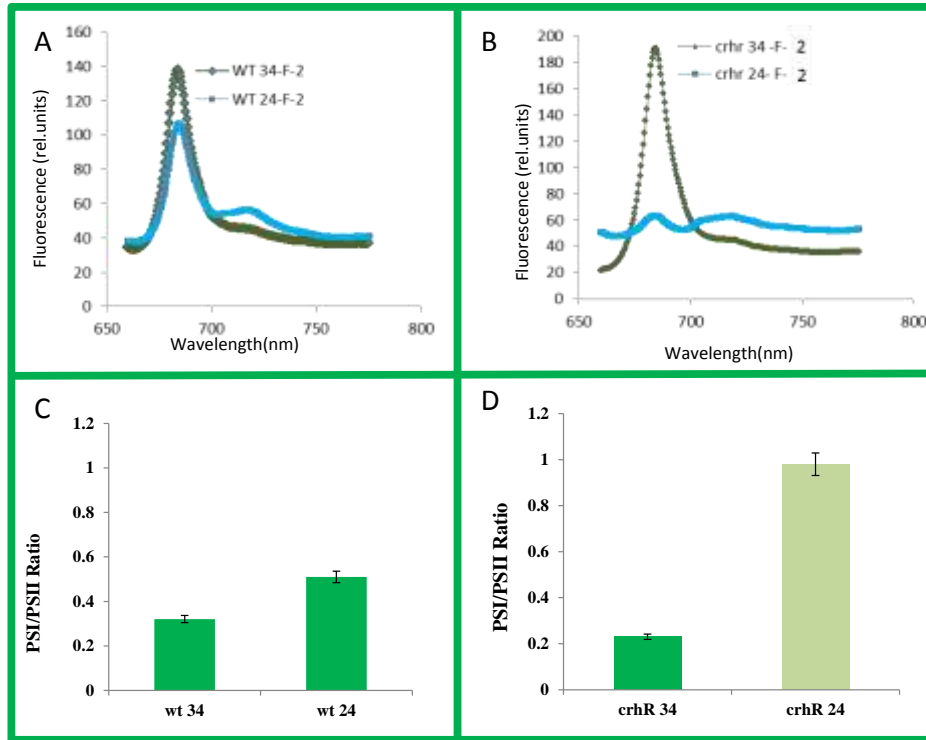 A
Fluorescence (rel.units)
160
140
120
100
80
60
40
20
0
WT 34-F-2
WT 24-F-2
650
700
750
800
Wavelength(nm)
B
Fluorescence (rel.units)
200
180
160
140
120
100
80
60
40
20
0
crhr 34 -F- 2
crhr 24- F- 2
650
700
750
800
Wavelength(nm)
C
PSI/PSII Ratio
1.2
1
0.8
0.6
0.4
0.2
0
wt 34
wt 24
D
PSI/PSII Ratio
1.2
1
0.8
0.6
0.4
0.2
0
crhR 34
crhR 24